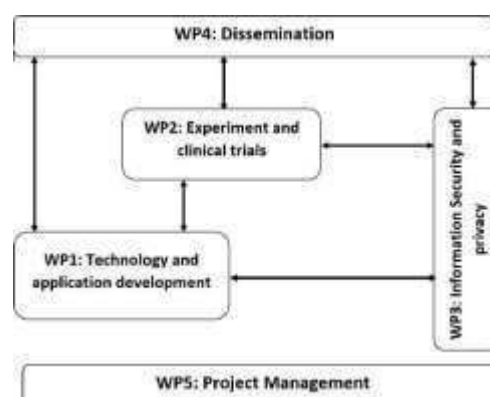 WP4: Dissemination
WP2: Experiment and
clinical trials
WP3: Information Security and
privacy
WP1: Technology and
application development
WP5: Project Management